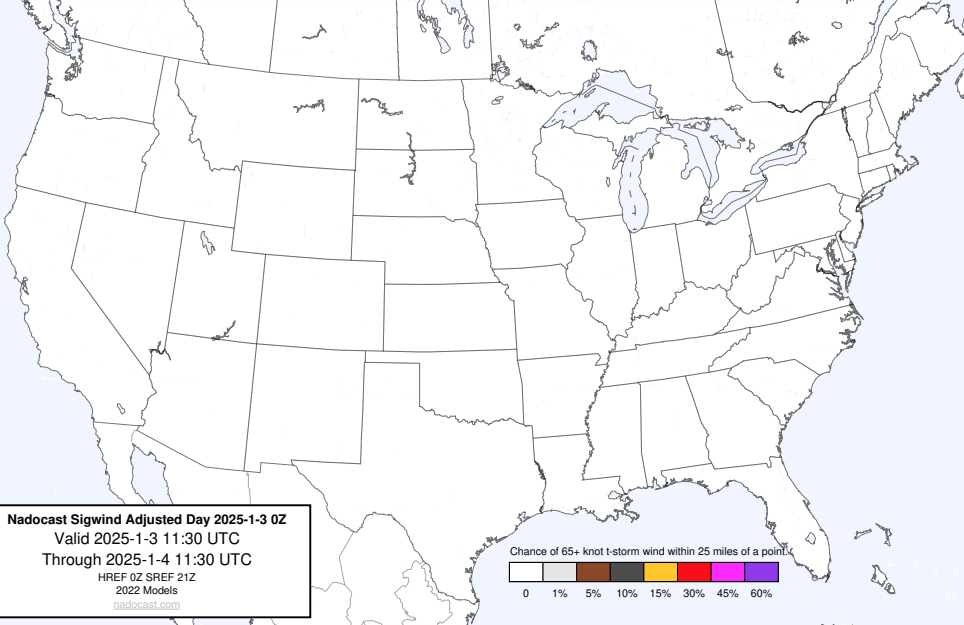 Nadocast Sigwind Adjusted Day 2025-1-3 0Z
Valid 2025-1-3 11:30 UTC
Through 2025-1-4 11:30 UTC
HREF 0Z SREF 21Z
2022 Models
nadocast.com
Chance of 65+ knot t-storm wind within 25 miles of a point.
0 1% 5% 10% 15% 30% 45% 60%